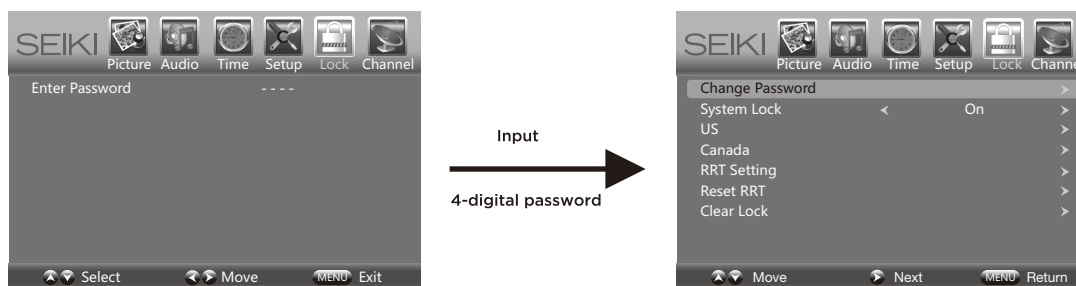 SEIKI
Picture Audio Time Setup Lock Channel
Enter Password - - - -
Select Move MENU Exit
Input
4-digital password
SEIKI
Picture Audio Time Setup Lock Channe
Change Password
System Lock On
US
Canada
RRT Setting
Reset RRT
Clear Lock
Move Next MENU Return